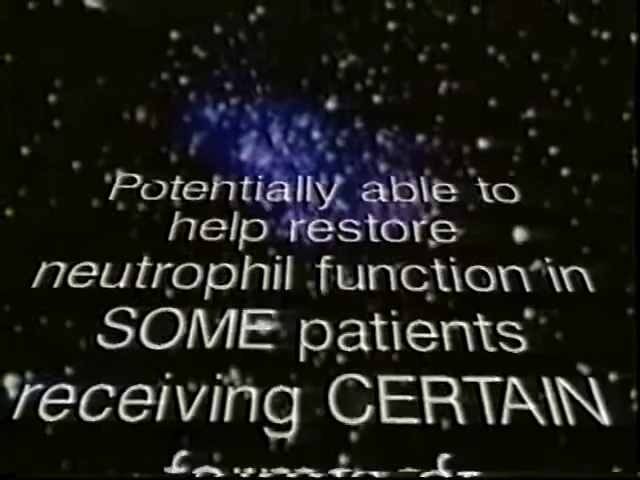 Potentially able to
help restore
neutrophil function in
SOME patients
receiving CERTAIN